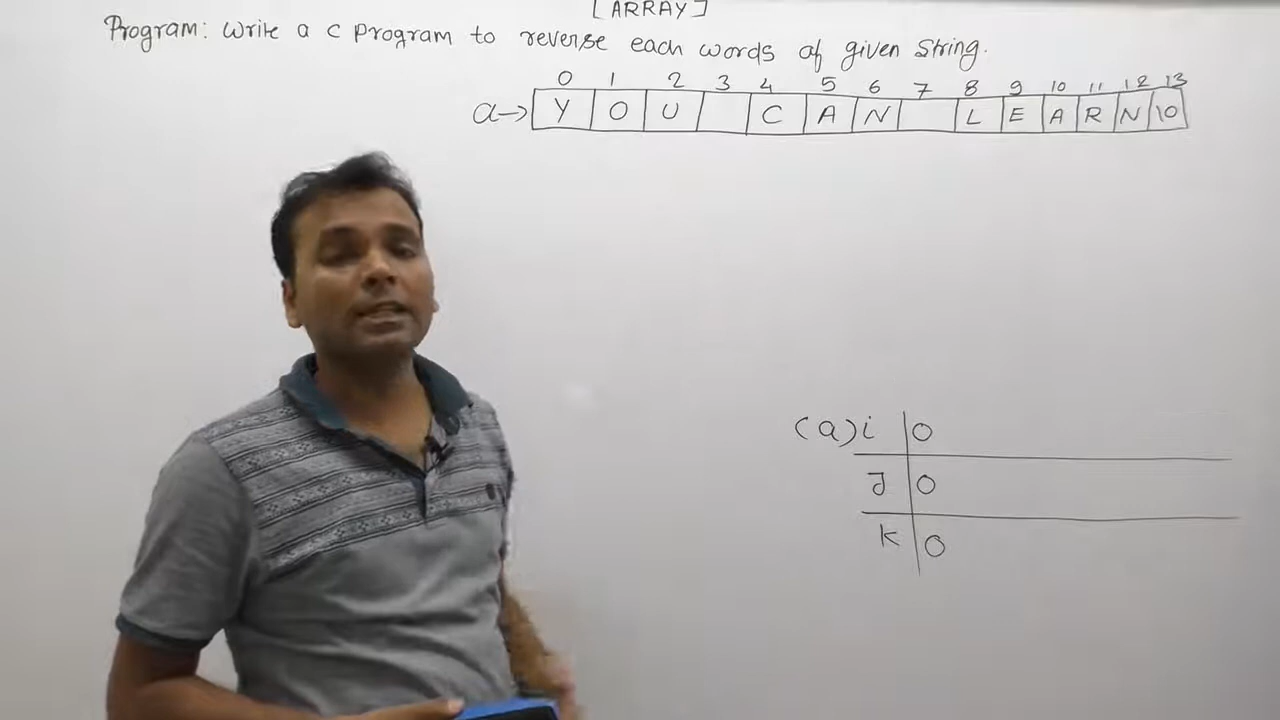 [ARRAY]
Program: Write a C program to reverse each words of given string.
0 1 2 3 4 5 6 7 8 9 10 11 12 13
a→ Y O U C A N L E A R N \0
(a) i 0
J 0
K 0